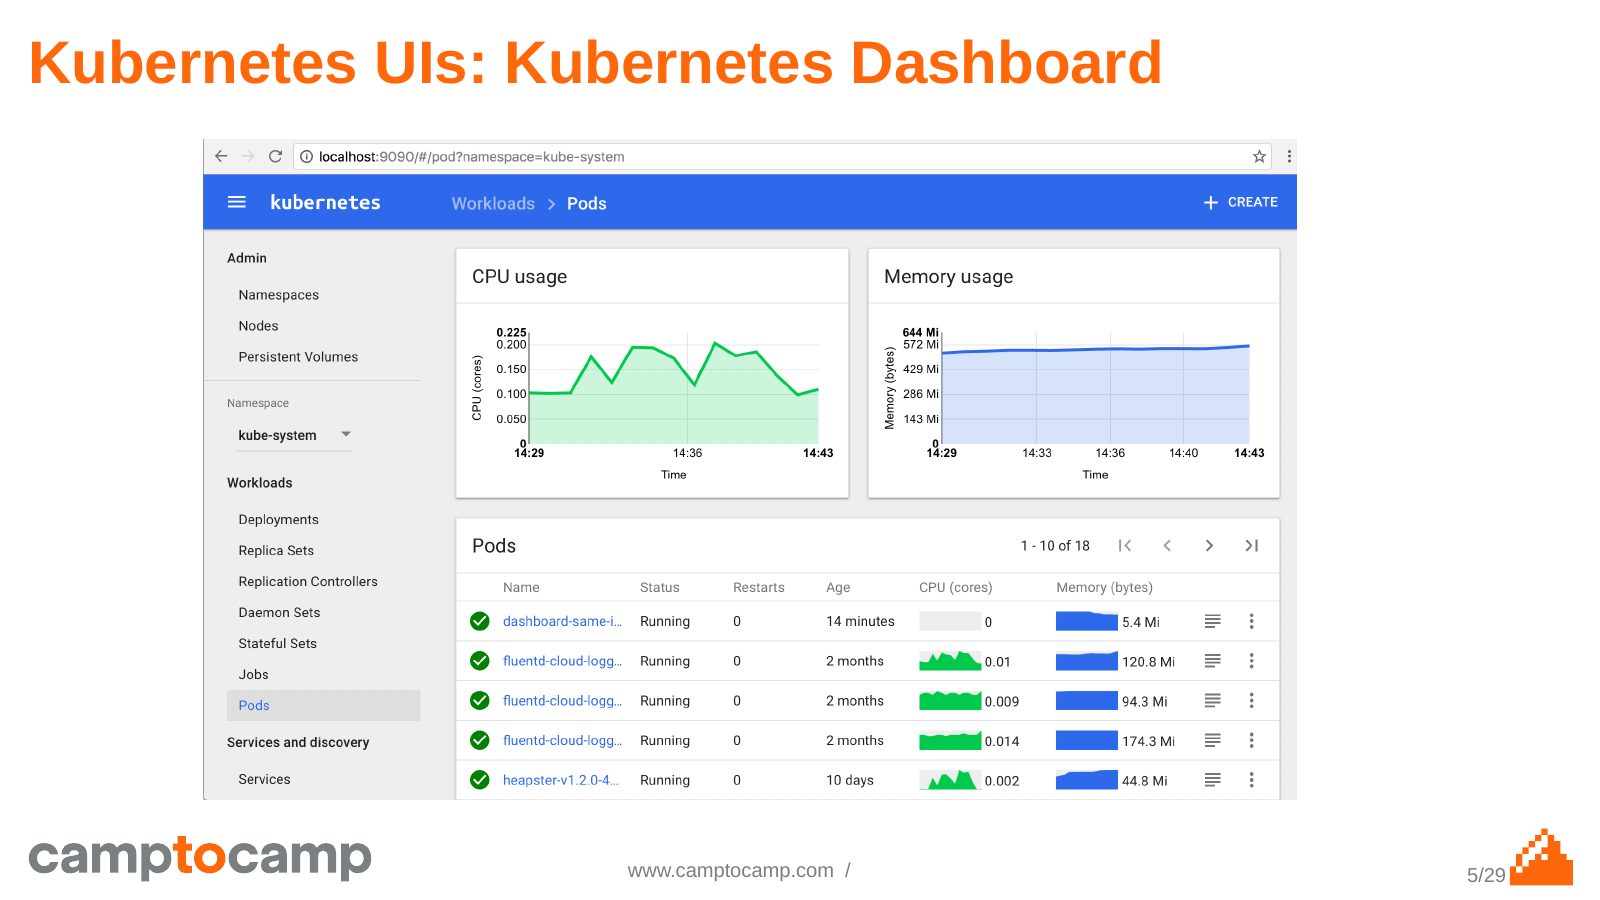 Kubernetes UIs: Kubernetes Dashboard
localhost:9090/#/pod?namespace=kube-system
kubernetes
Workloads > Pods
+ CREATE
Admin
Namespaces
Nodes
Persistent Volumes
Namespace
kube-system
Workloads
Deployments
Replica Sets
Replication Controllers
Daemon Sets
Stateful Sets
Jobs
Pods
Services and discovery
Services
CPU usage
CPU (cores)
0.225
0.200
0.150
0.100
0.050
0
14:29 14:36 14:43
Time
Memory usage
Memory (bytes)
644 Mi
572 Mi
429 Mi
286 Mi
143 Mi
0
14:29 14:33 14:36 14:40 14:43
Time
Pods
1 - 10 of 18
Name Status Restarts Age CPU (cores) Memory (bytes)
dashboard-same-i... Running 0 14 minutes 0 5.4 Mi
fluentd-cloud-logg... Running 0 2 months 0.01 120.8 Mi
fluentd-cloud-logg... Running 0 2 months 0.009 94.3 Mi
fluentd-cloud-logg... Running 0 2 months 0.014 174.3 Mi
heapster-v1.2.0-4... Running 0 10 days 0.002 44.8 Mi
camptocamp
www.camptocamp.com /
5/29